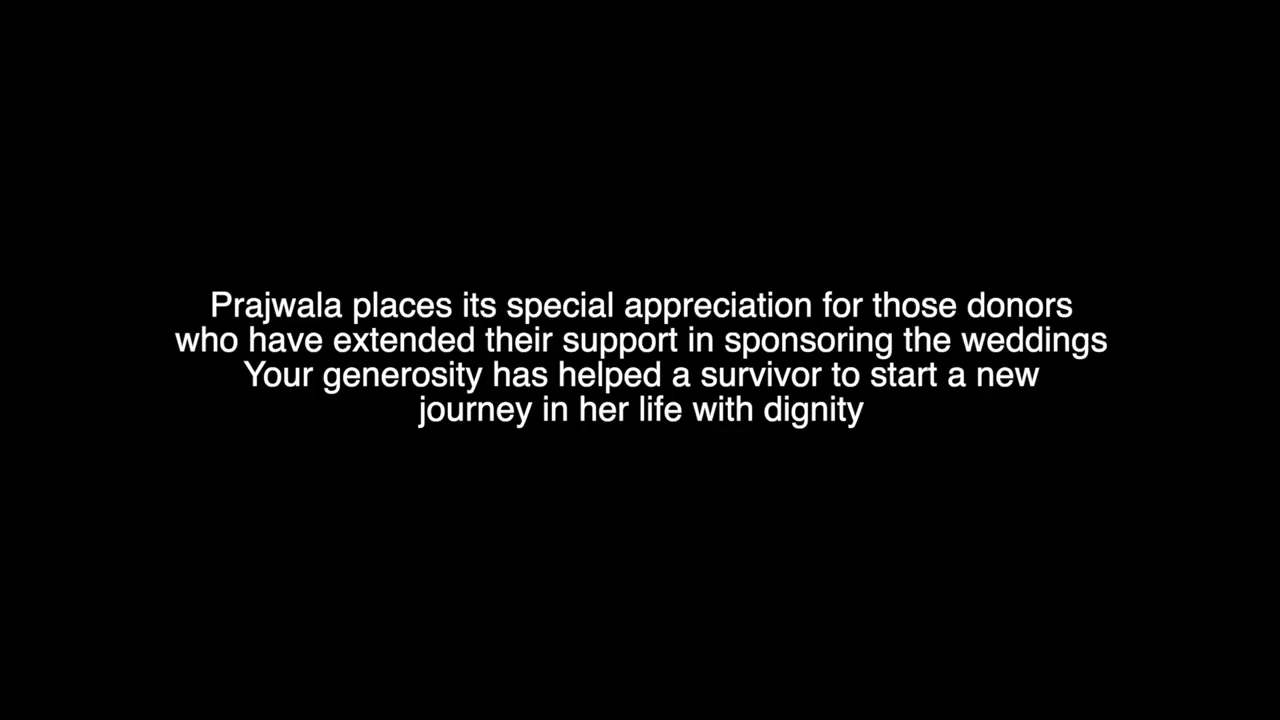 Prajwala places its special appreciation for those donors
who have extended their support in sponsoring the weddings
Your generosity has helped a survivor to start a new
journey in her life with dignity